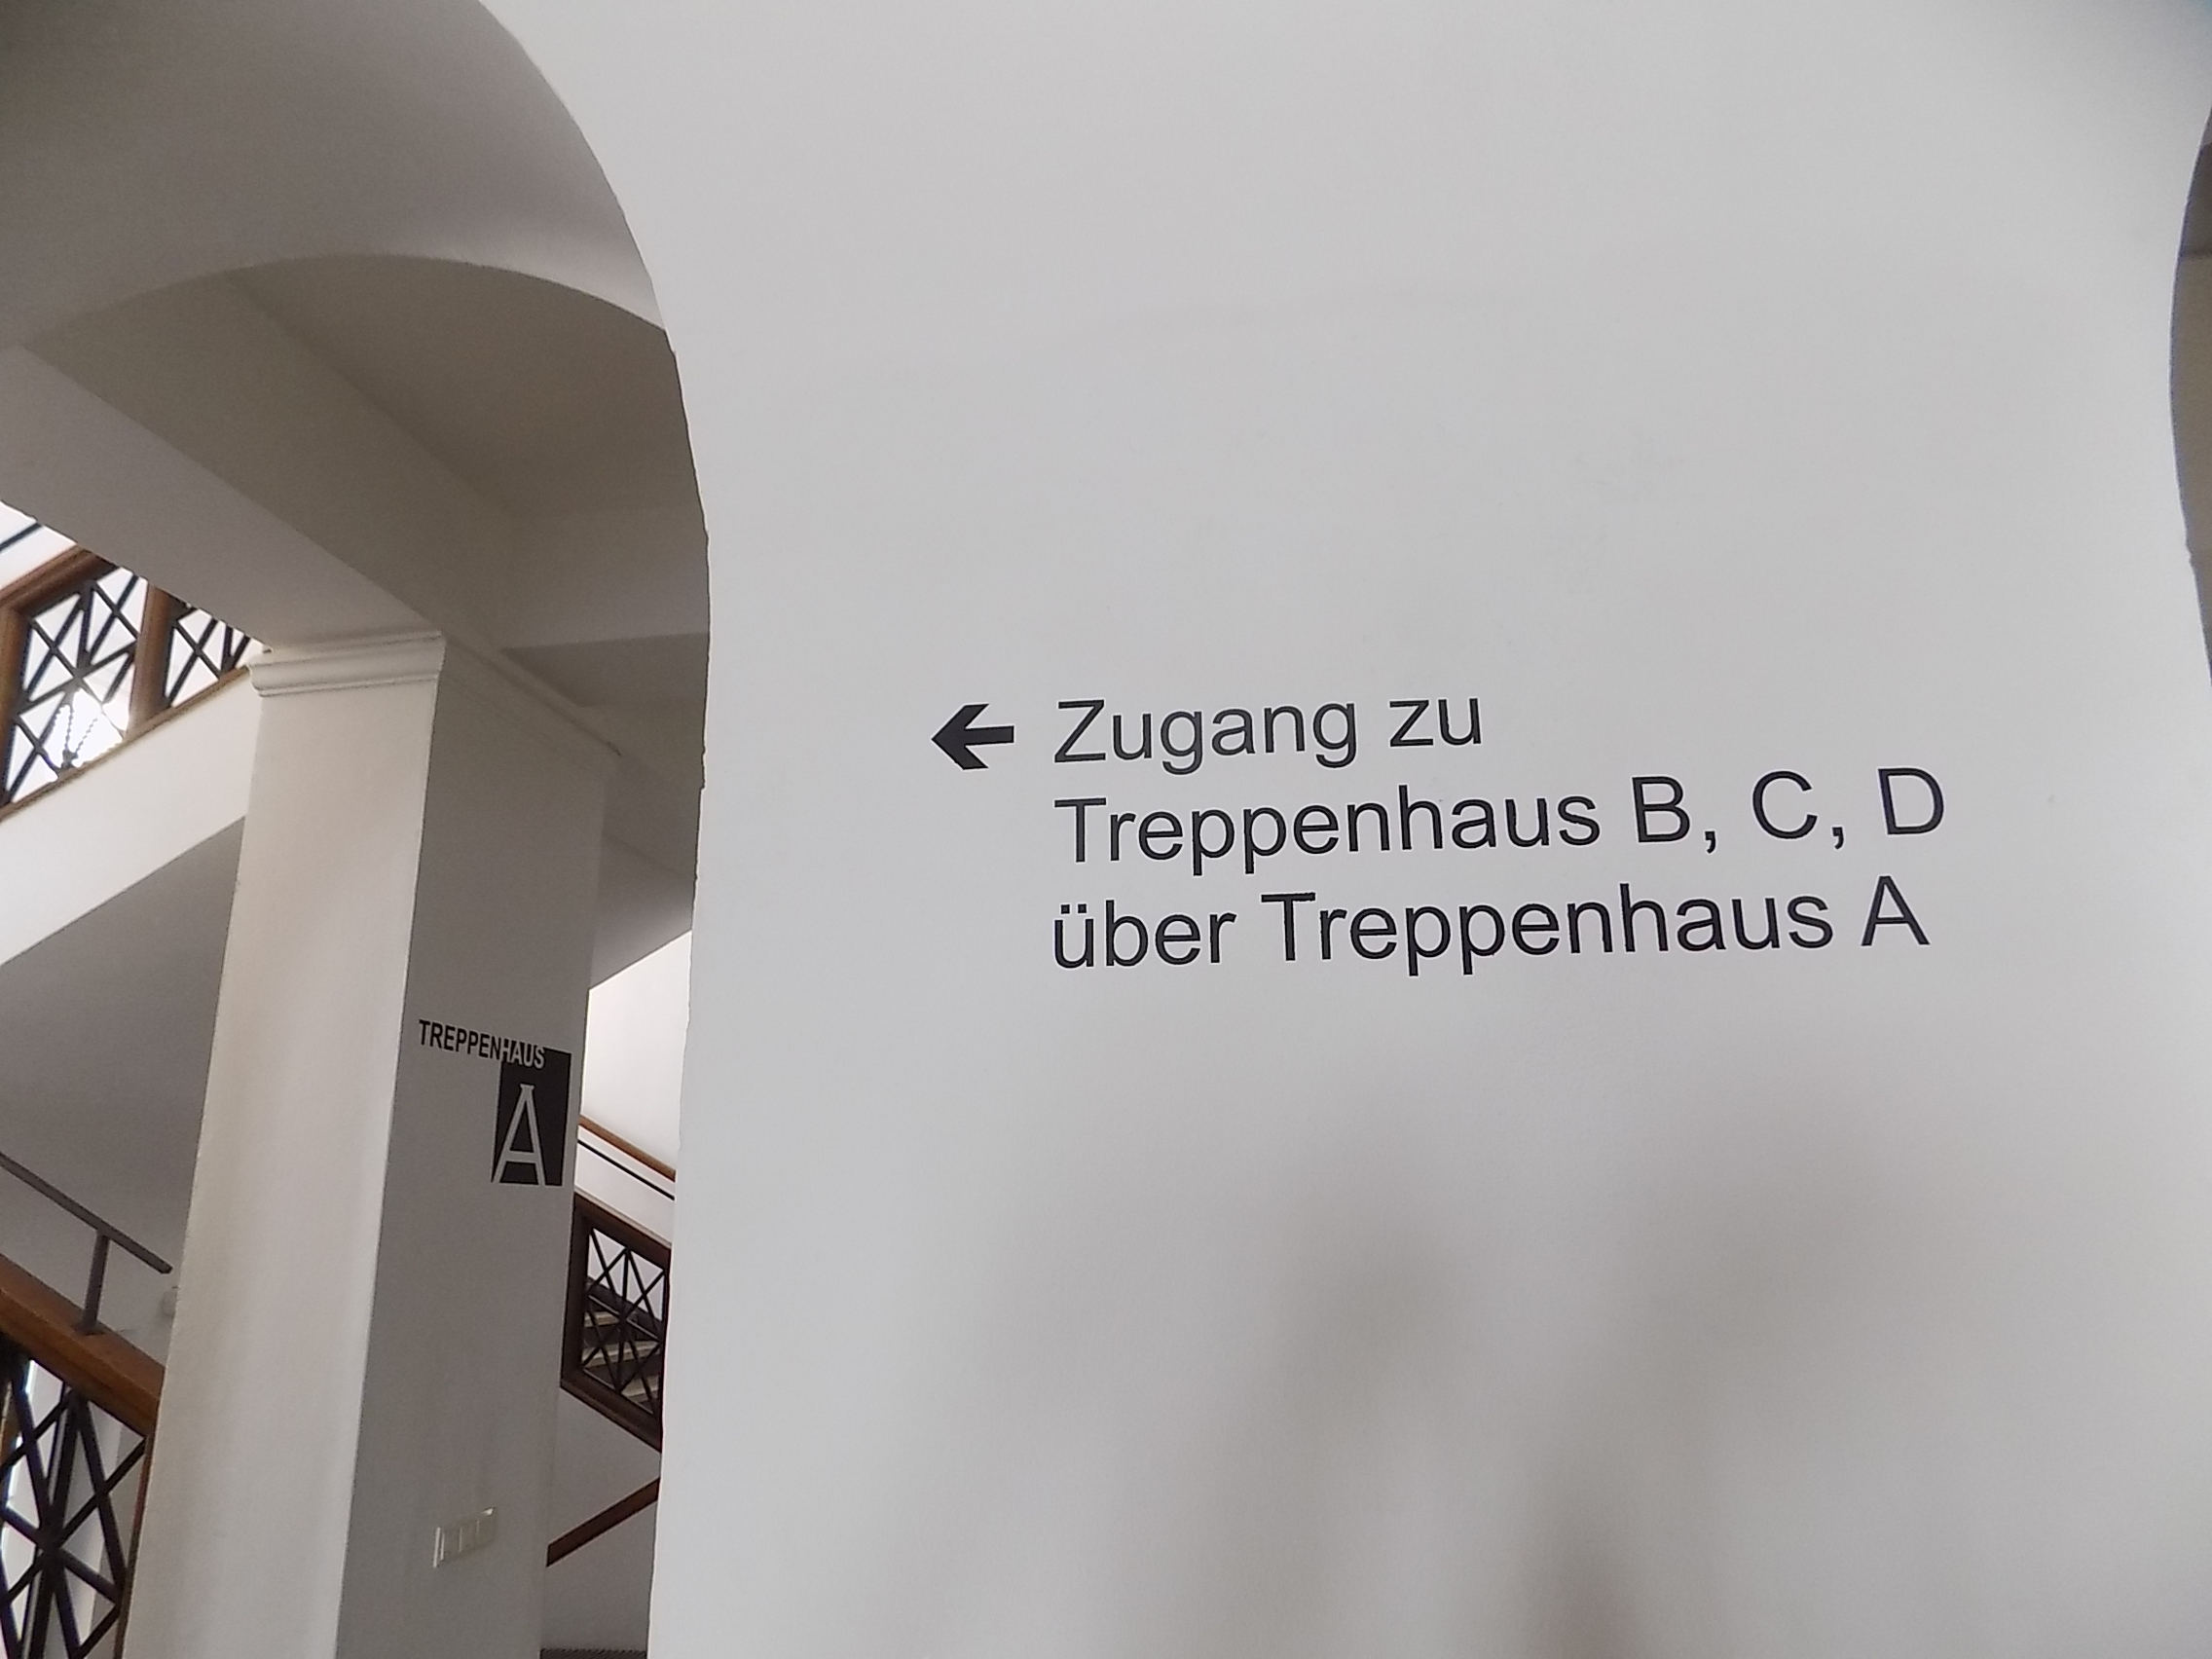 ← Zugang zu
Treppenhaus B, C, D
über Treppenhaus A
TREPPENHAUS
A